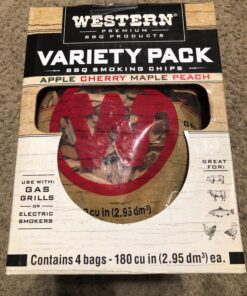 WESTERN®
PREMIUM
BBQ PRODUCTS
VARIETY PACK
BBQ SMOKING CHIPS
APPLE CHERRY MAPLE PEACH
W
USE WITH:
GAS
GRILLS
OR
ELECTRIC
SMOKERS
GREAT
FOR:
0 cu in (2.95 dm³)
Contains 4 bags - 180 cu in (2.95 dm³) ea.